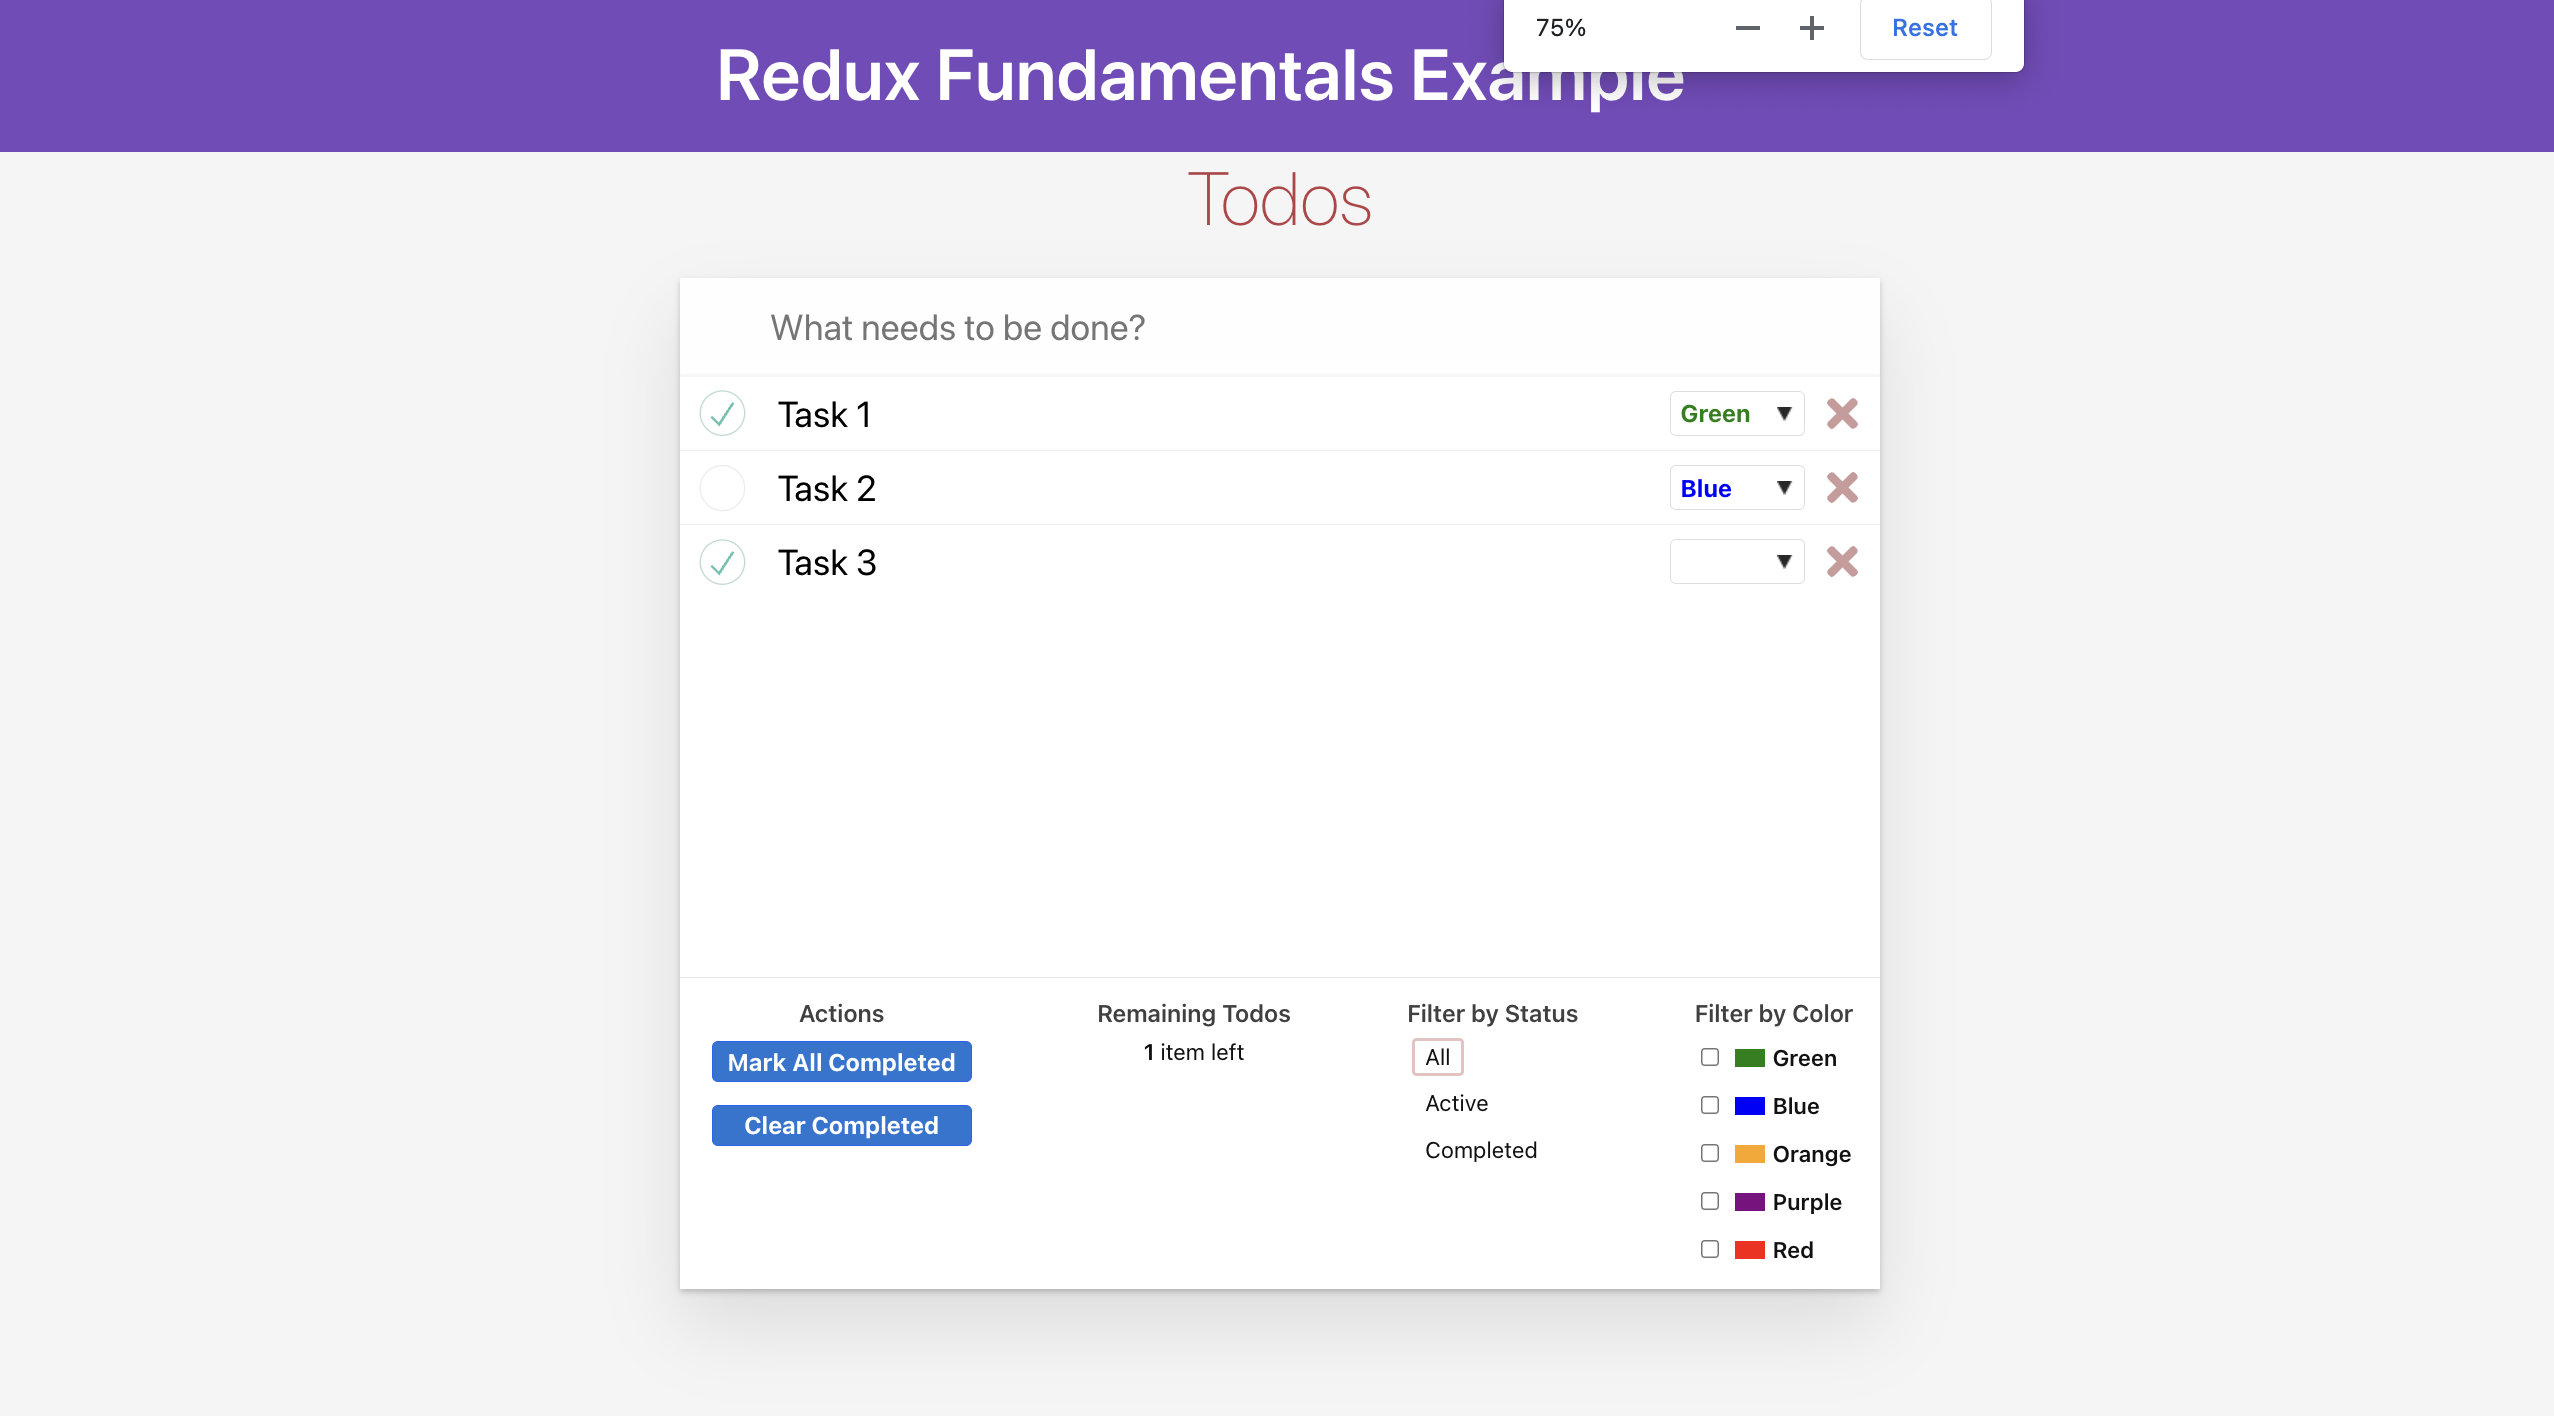 75% Reset
Redux Fundamentals Example
Todos
What needs to be done?
Task 1 Green
Task 2 Blue
Task 3
Actions
Mark All Completed
Clear Completed
Remaining Todos
1 item left
Filter by Status
All
Active
Completed
Filter by Color
Green
Blue
Orange
Purple
Red